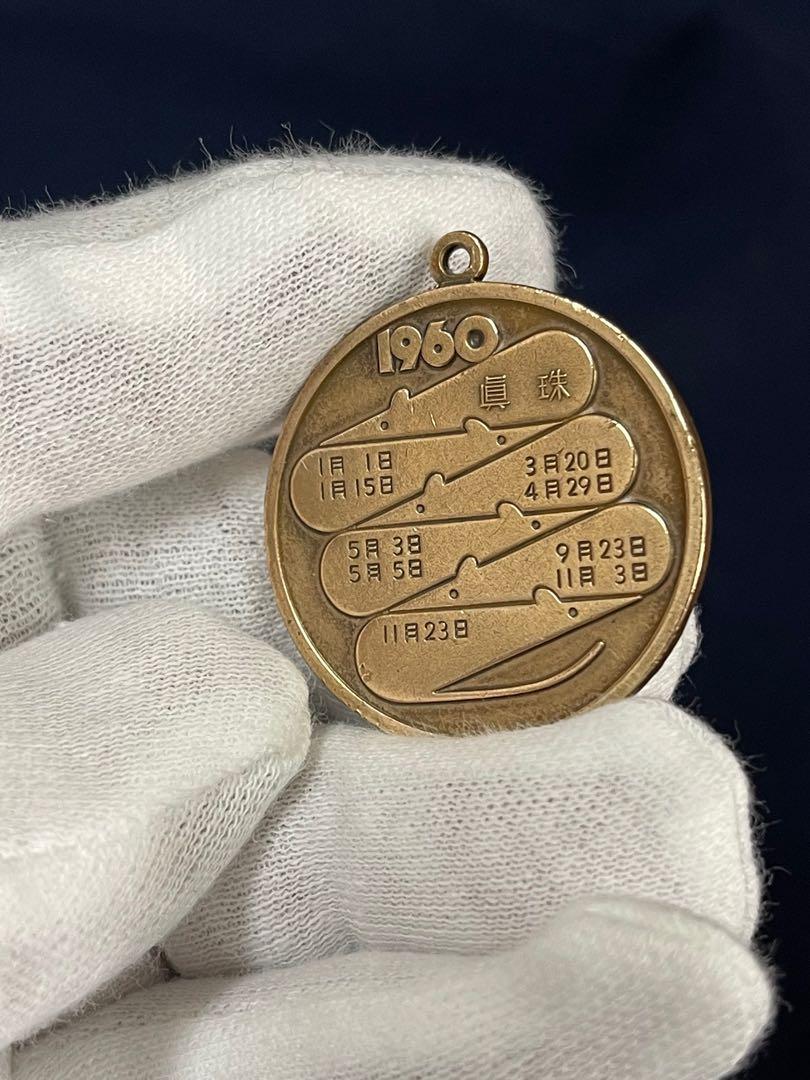 1960
眞珠
1月 1日 3月20日
1月15日 4月29日
5月 3日 9月23日
5月 5日 11月 3日
11月23日